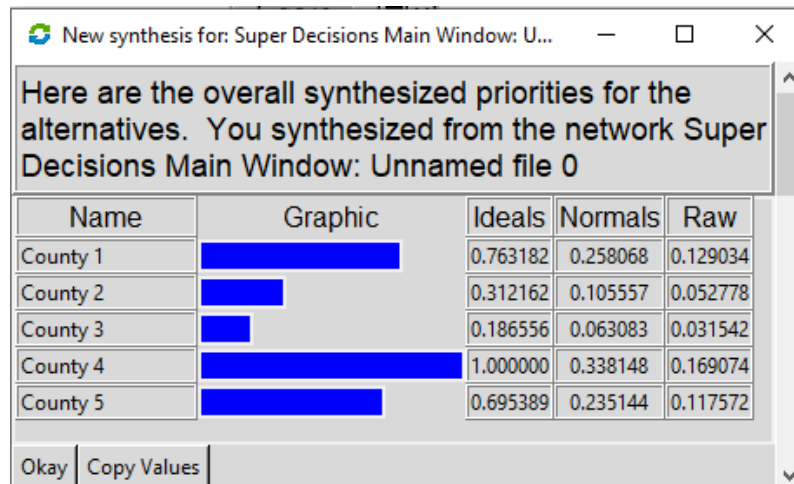 New synthesis for: Super Decisions Main Window: U...
Here are the overall synthesized priorities for the
alternatives. You synthesized from the network Super
Decisions Main Window: Unnamed file 0
Name Graphic Ideals Normals Raw
County 1 0.763182 0.258068 0.129034
County 2 0.312162 0.105557 0.052778
County 3 0.186556 0.063083 0.031542
County 4 1.000000 0.338148 0.169074
County 5 0.695389 0.235144 0.117572
Okay Copy Values